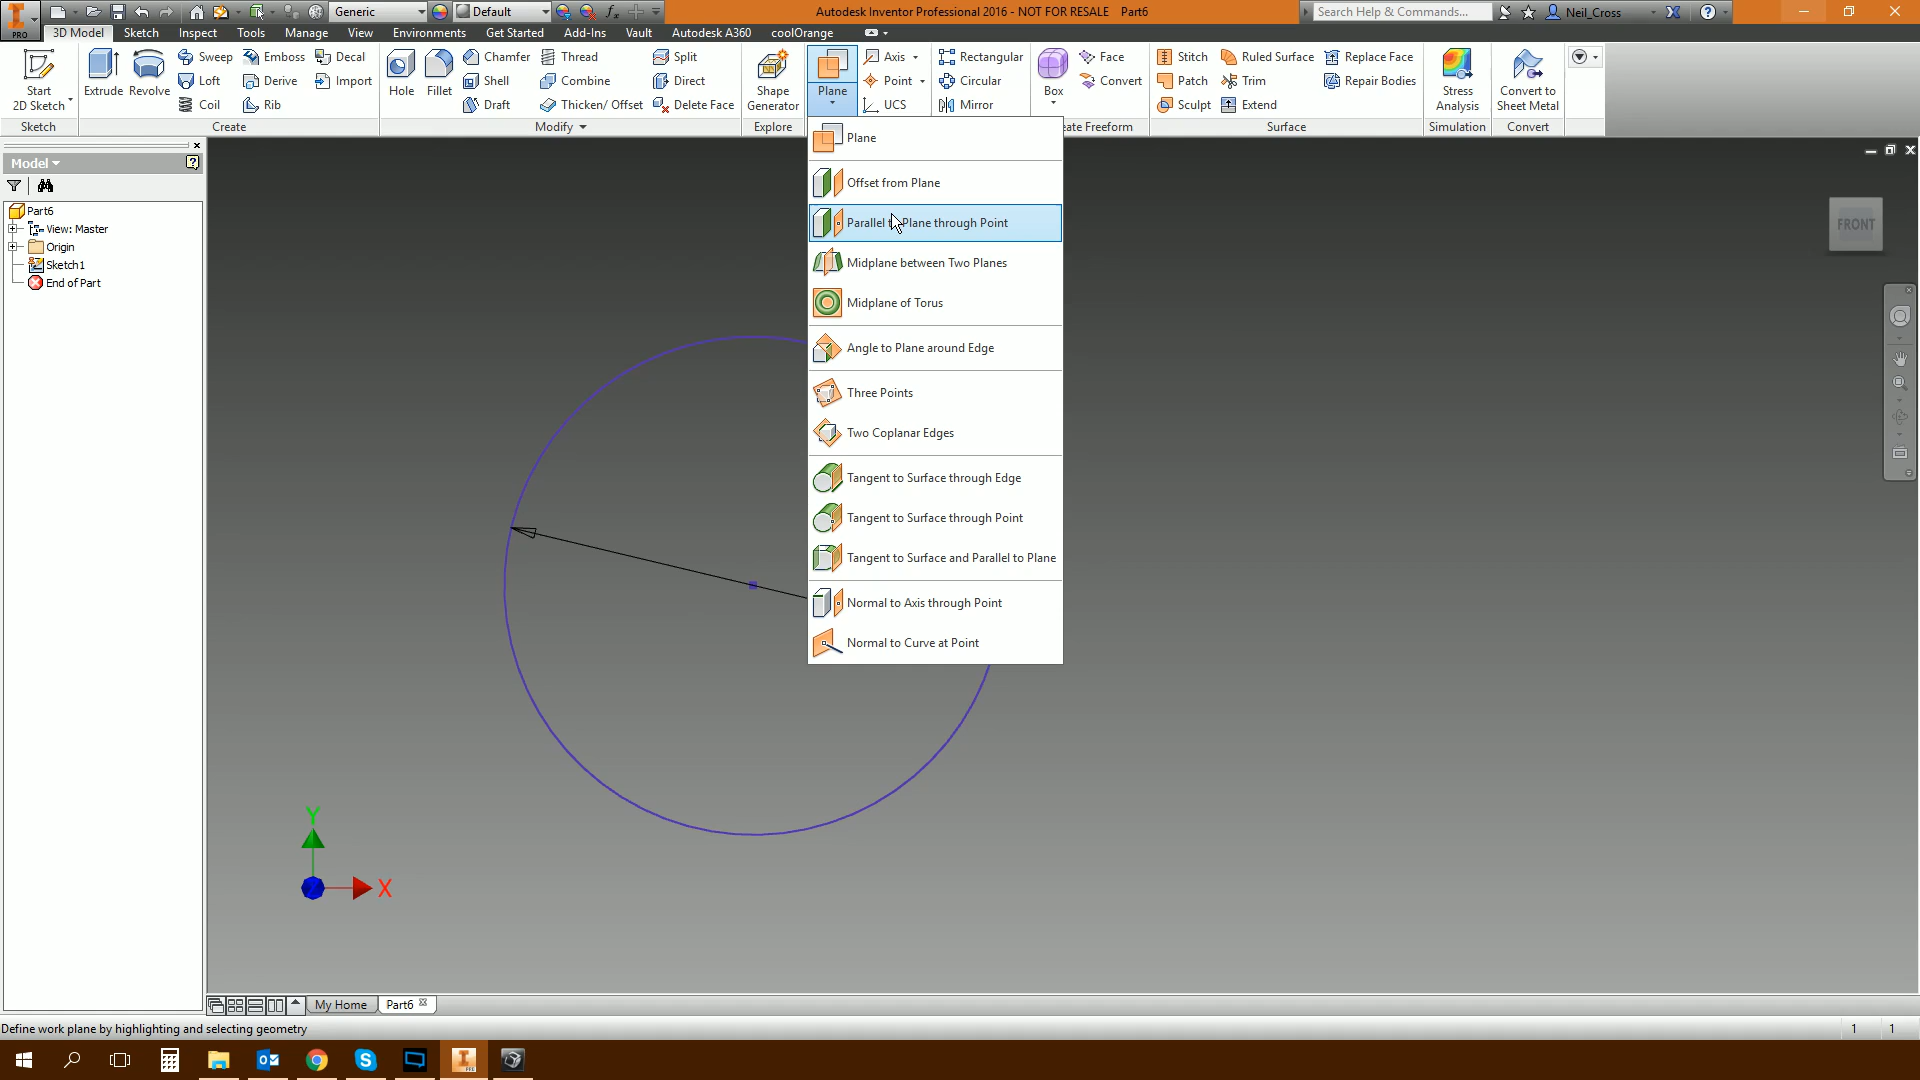 Generic
Default
fx
Autodesk Inventor Professional 2016 - NOT FOR RESALE Part6
Search Help & Commands...
Neil_Cross
PRO
3D Model
Sketch
Inspect
Tools
Manage
View
Environments
Get Started
Add-Ins
Vault
Autodesk A360
coolOrange
Start
2D Sketch
Extrude
Revolve
Sweep
Loft
Coil
Emboss
Derive
Rib
Decal
Import
Hole
Fillet
Chamfer
Shell
Draft
Thread
Combine
Thicken/ Offset
Split
Direct
Delete Face
Shape
Generator
Plane
Axis
Point
UCS
Rectangular
Circular
Mirror
Box
Face
Convert
Stitch
Patch
Sculpt
Ruled Surface
Trim
Extend
Replace Face
Repair Bodies
Stress
Analysis
Convert to
Sheet Metal
Sketch
Create
Modify
Explore
eate Freeform
Surface
Simulation
Convert
Model
Part6
View: Master
Origin
Sketch1
End of Part
Plane
Offset from Plane
Parallel to Plane through Point
Midplane between Two Planes
Midplane of Torus
Angle to Plane around Edge
Three Points
Two Coplanar Edges
Tangent to Surface through Edge
Tangent to Surface through Point
Tangent to Surface and Parallel to Plane
Normal to Axis through Point
Normal to Curve at Point
FRONT
Y
X
My Home
Part6
Define work plane by highlighting and selecting geometry
1 1